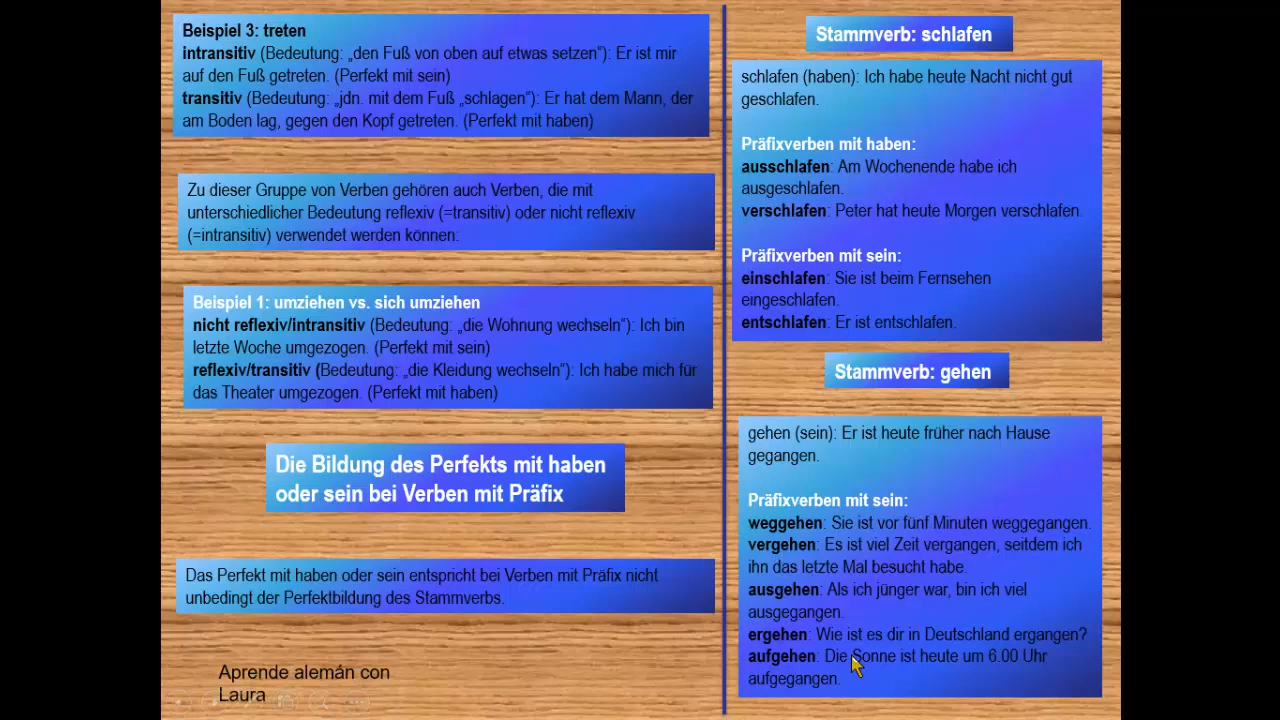 Beispiel 3: treten
intransitiv (Bedeutung: „den Fuß von oben auf etwas setzen“): Er ist mir
auf den Fuß getreten. (Perfekt mit sein)
transitiv (Bedeutung: „jdn. mit dem Fuß „schlagen“): Er hat dem Mann, der
am Boden lag, gegen den Kopf getreten. (Perfekt mit haben)
Zu dieser Gruppe von Verben gehören auch Verben, die mit
unterschiedlicher Bedeutung reflexiv (=transitiv) oder nicht reflexiv
(=intransitiv) verwendet werden können:
Beispiel 1: umziehen vs. sich umziehen
nicht reflexiv/intransitiv (Bedeutung: „die Wohnung wechseln“): Ich bin
letzte Woche umgezogen. (Perfekt mit sein)
reflexiv/transitiv (Bedeutung: „die Kleidung wechseln“): Ich habe mich für
das Theater umgezogen. (Perfekt mit haben)
Die Bildung des Perfekts mit haben
oder sein bei Verben mit Präfix
Das Perfekt mit haben oder sein entspricht bei Verben mit Präfix nicht
unbedingt der Perfektbildung des Stammverbs.
Aprende alemán con
Laura
Stammverb: schlafen
schlafen (haben): Ich habe heute Nacht nicht gut
geschlafen.
Präfixverben mit haben:
ausschlafen: Am Wochenende habe ich
ausgeschlafen.
verschlafen: Peter hat heute Morgen verschlafen.
Präfixverben mit sein:
einschlafen: Sie ist beim Fernsehen
eingeschlafen.
entschlafen: Er ist entschlafen.
Stammverb: gehen
gehen (sein): Er ist heute früher nach Hause
gegangen.
Präfixverben mit sein:
weggehen: Sie ist vor fünf Minuten weggegangen.
vergehen: Es ist viel Zeit vergangen, seitdem ich
ihn das letzte Mal besucht habe.
ausgehen: Als ich jünger war, bin ich viel
ausgegangen.
ergehen: Wie ist es dir in Deutschland ergangen?
aufgehen: Die Sonne ist heute um 6.00 Uhr
aufgegangen.